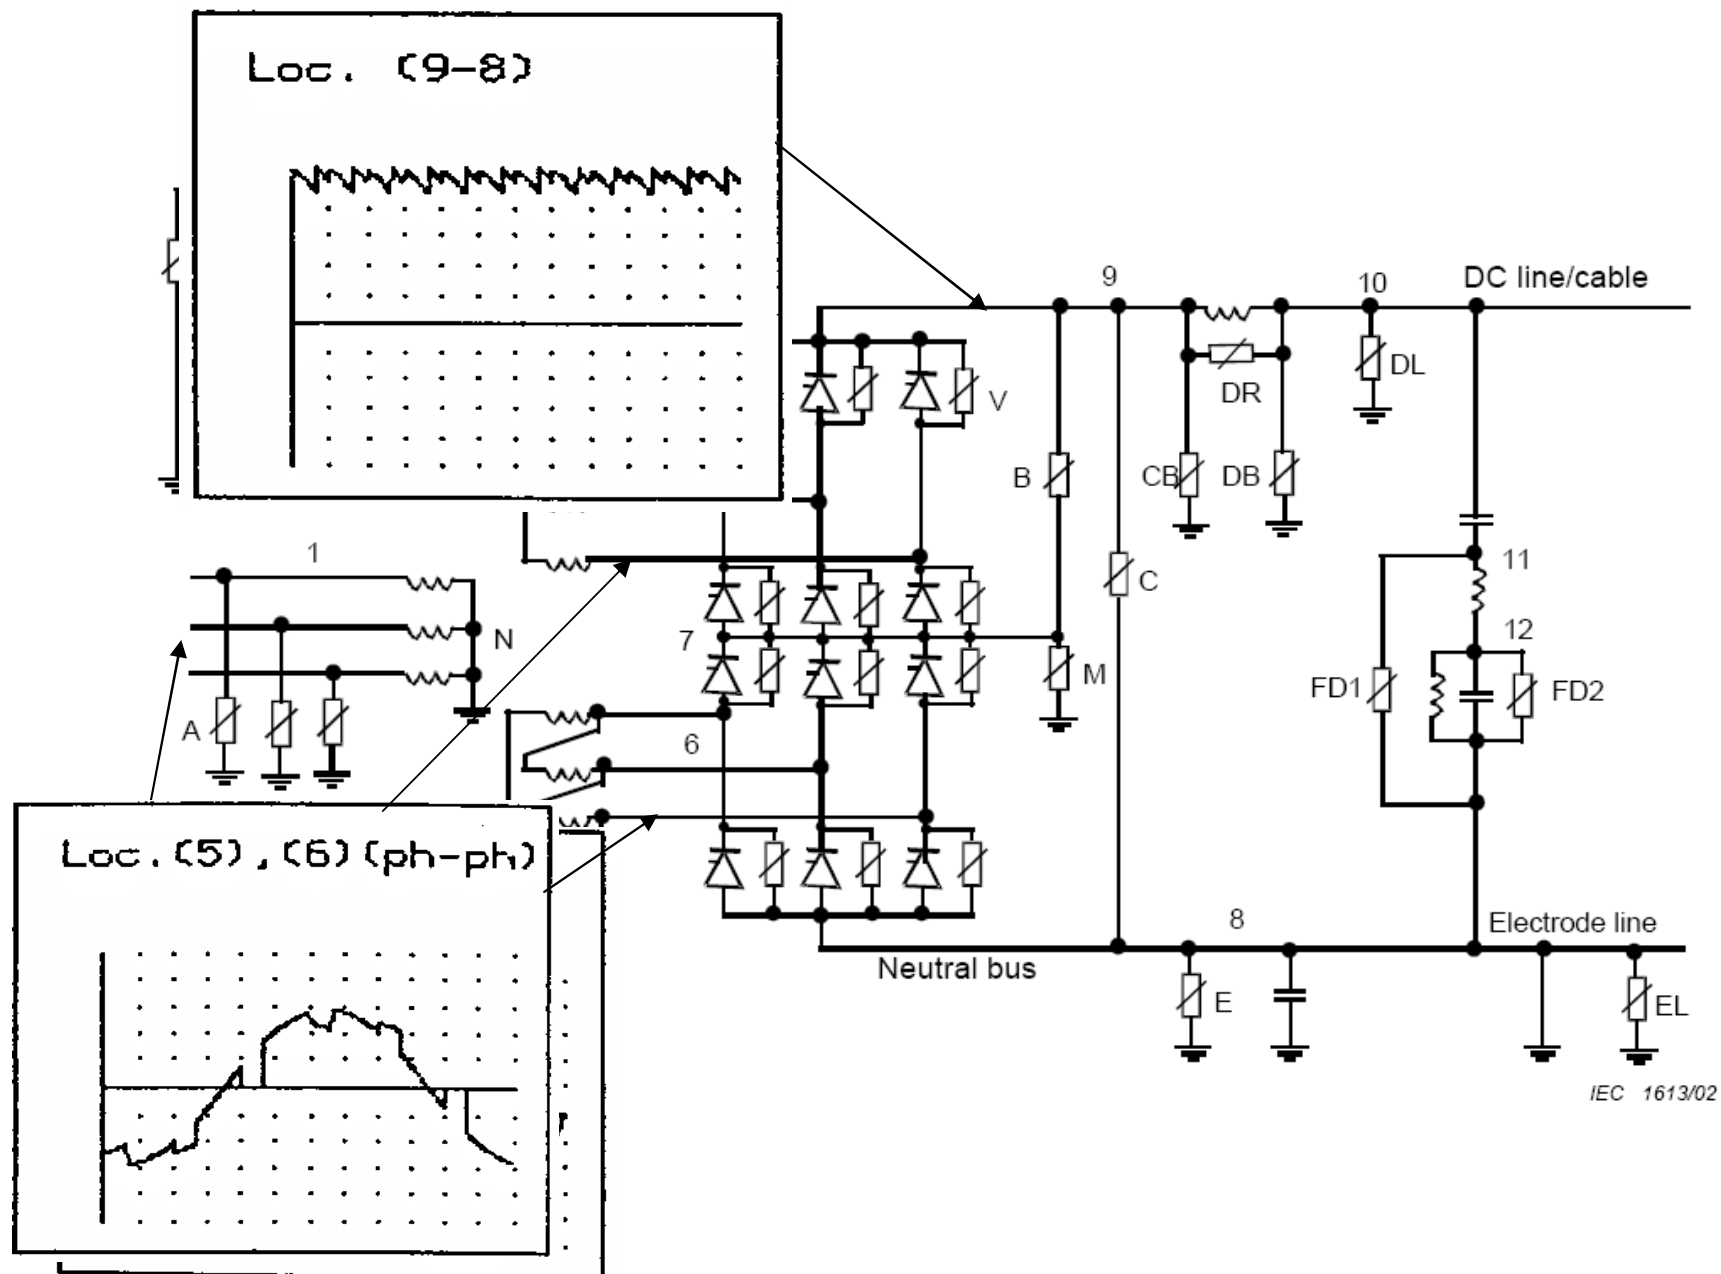 Loc. (9-8)
9
10
DC line/cable
DL
DR
V
B
CB
DB
1
11
C
N
7
12
M
FD1
FD2
A
6
Loc.(5),(6)(ph-ph)
8
Electrode line
Neutral bus
E
EL
IEC 1613/02